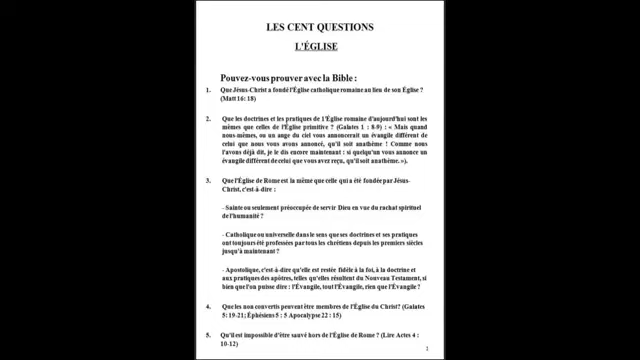 LES CENT QUESTIONS
L'ÉGLISE
Pouvez-vous prouver avec la Bible :
1. Que Jésus-Christ a fondé l'Église catholique romaine au lieu de son Église ?
(Matt 16: 18)
2. Que les doctrines et les pratiques de l'Église romaine d'aujourd'hui sont les
mêmes que celles de l'Église primitive ? (Galates 1 : 8-9) : « Mais quand
nous-mêmes, ou un ange du ciel vous annoncerait un évangile différent de
celui que nous vous avons annoncé, qu'il soit anathème ! Comme nous
l'avons déjà dit, je le dis encore maintenant : si quelqu'un vous annonce un
évangile différent de celui que vous avez reçu, qu'il soit anathème. »).
3. Que l'Église de Rome est la même que celle qui a été fondée par Jésus-
Christ, c'est-à-dire :
- Sainte ou seulement préoccupée de servir Dieu en vue du rachat spirituel
de l'humanité ?
- Catholique ou universelle dans le sens que ses doctrines et ses pratiques
ont toujours été professées par tous les chrétiens depuis les premiers siècles
jusqu'à maintenant ?
- Apostolique, c'est-à-dire qu'elle est restée fidèle à la foi, à la doctrine et
aux pratiques des apôtres, telles qu'elles résultent du Nouveau Testament, si
bien que l'on puisse dire : l'Évangile, tout l'Évangile, rien que l'Évangile ?
4. Que les non convertis peuvent être membres de l'Église du Christ? (Galates
5 : 19-21; Éphésiens 5 : 5 Apocalypse 22 : 15)
5. Qu'il est impossible d'être sauvé hors de l'Église de Rome ? (Lire Actes 4 :
10-12)
1